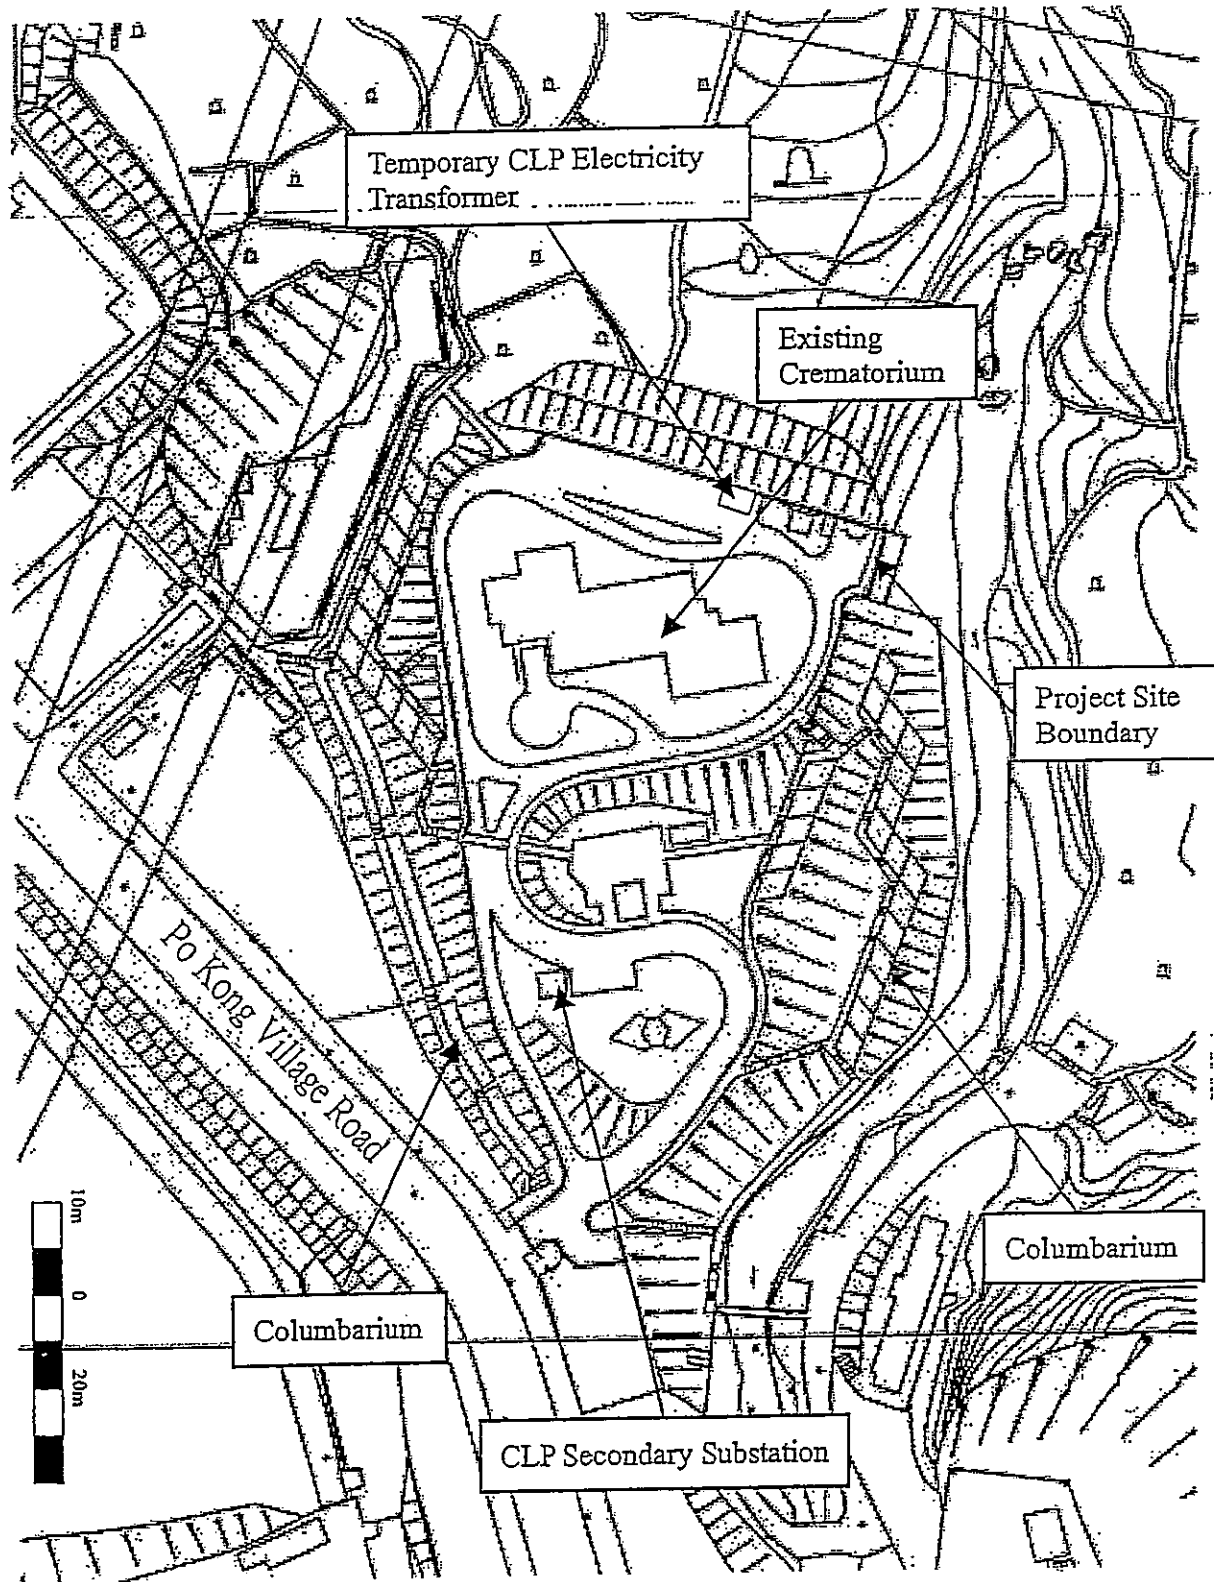 Temporary CLP Electricity
Transformer
Existing
Crematorium
Project Site
Boundary
Po Kong Village Road
10m
0
20m
Columbarium
Columbarium
CLP Secondary Substation